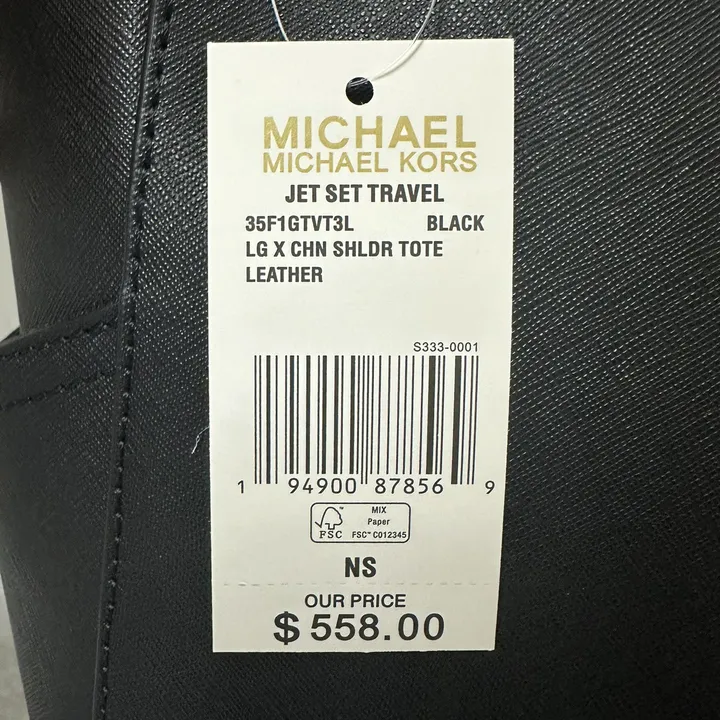 MICHAEL
MICHAEL KORS
JET SET TRAVEL
35F1GTVT3L BLACK
LG X CHN SHLDR TOTE
LEATHER
S333-0001
1 94900 87856 9
FSC™
MIX
Paper
FSC™ C012345
NS
OUR PRICE
$ 558.00